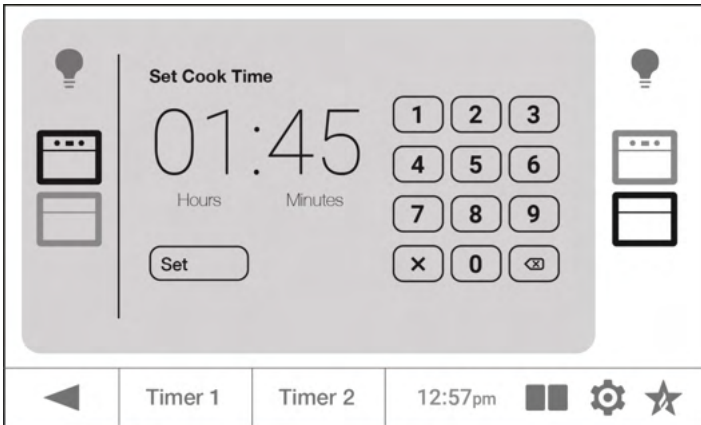 Set Cook Time
01:45
Hours Minutes
Set
1 2 3
4 5 6
7 8 9
× 0
Timer 1 Timer 2 12:57pm